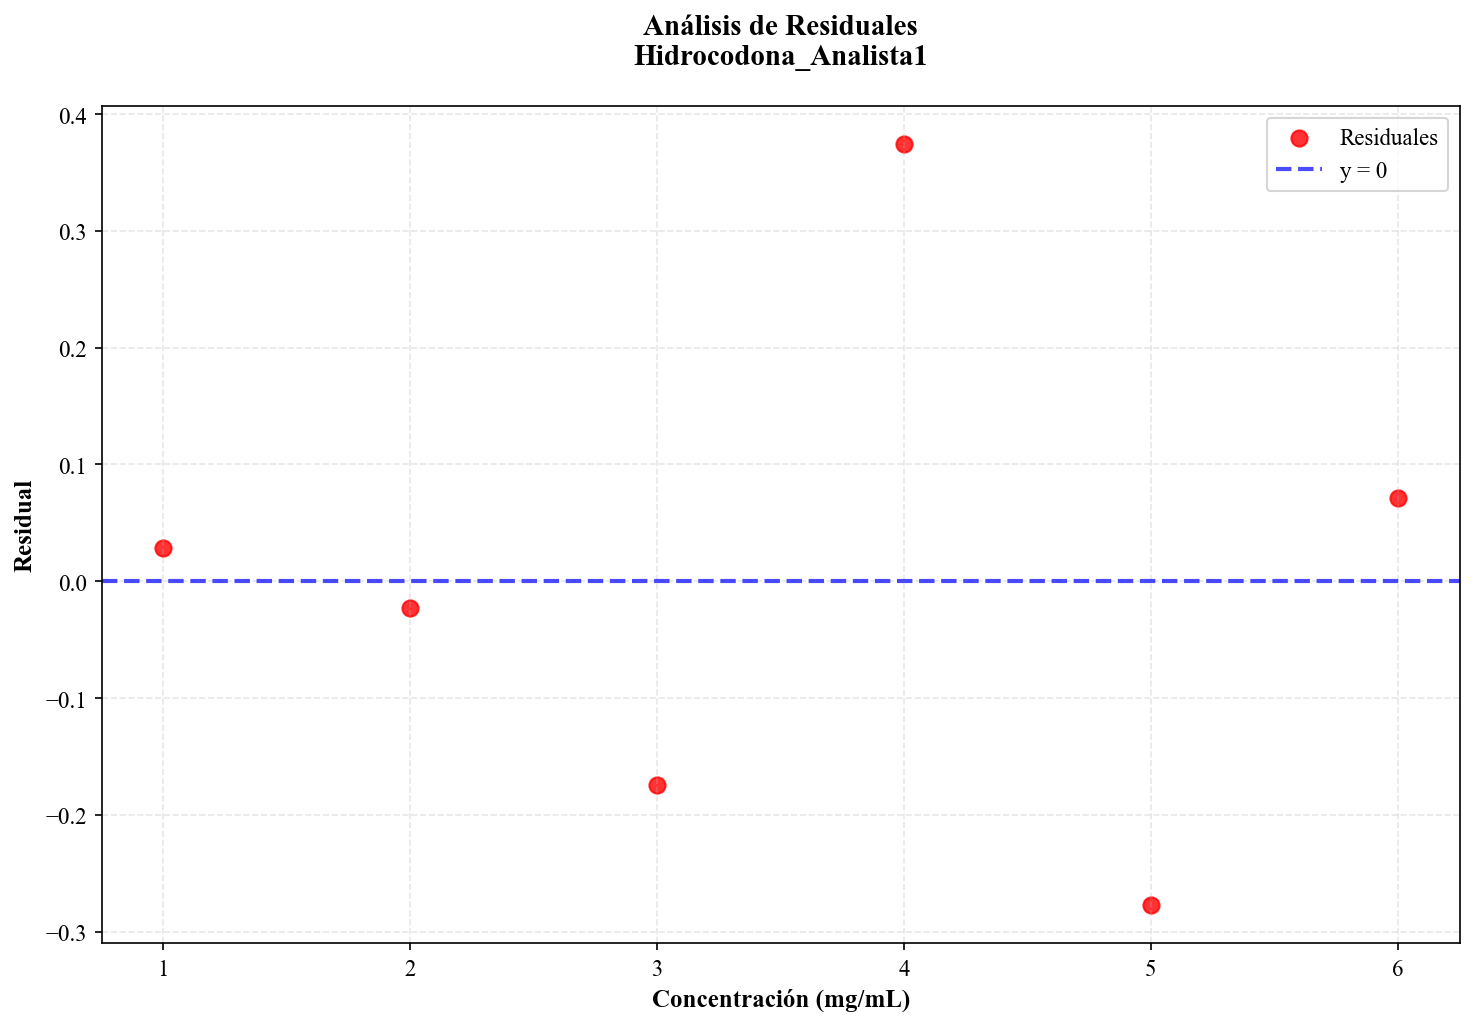 Análisis de Residuales
Hidrocodona_Analista1
Residuales
y = 0
0.4
0.3
0.2
0.1
0.0
−0.1
−0.2
−0.3
Residual
1 2 3 4 5 6
Concentración (mg/mL)